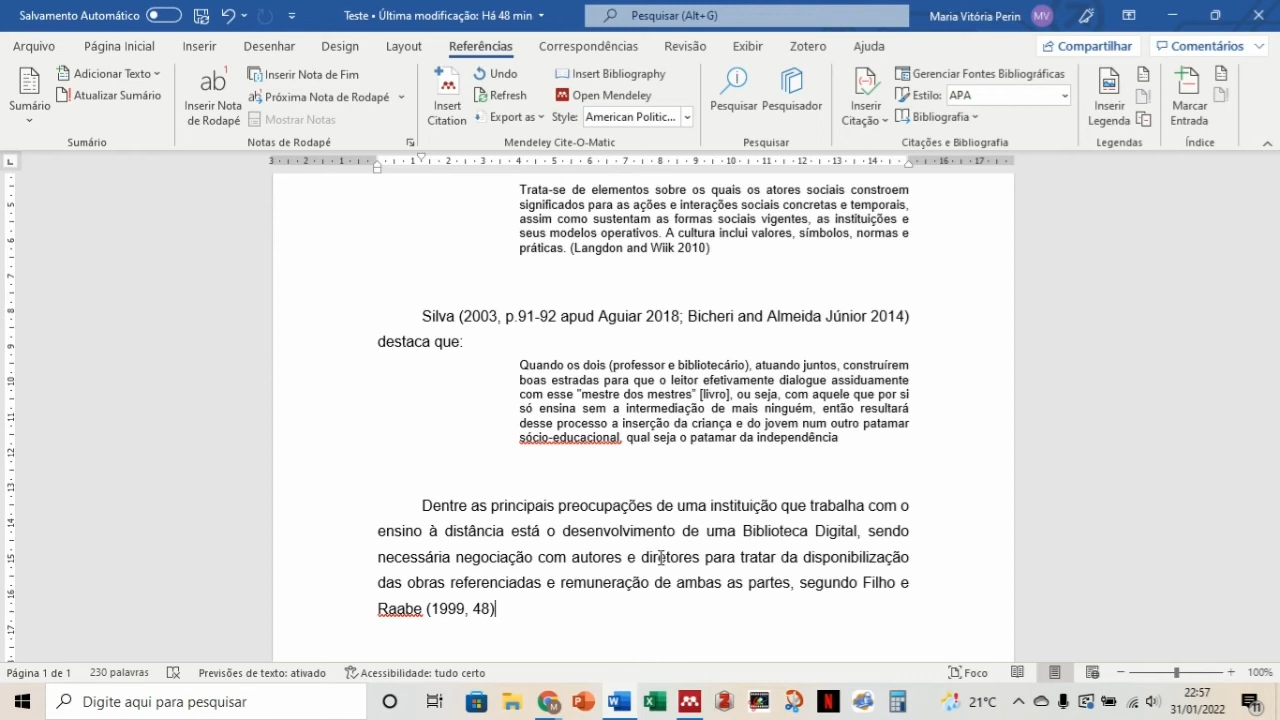 Salvamento Automático
Teste • Última modificação: Há 48 min
Pesquisar (Alt+G)
Maria Vitória Perin
MV
Arquivo
Página Inicial
Inserir
Desenhar
Design
Layout
Referências
Correspondências
Revisão
Exibir
Zotero
Ajuda
Compartilhar
Comentários
Sumário
Adicionar Texto
Atualizar Sumário
Sumário
ab
Inserir Nota
de Rodapé
Inserir Nota de Fim
Próxima Nota de Rodapé
Mostrar Notas
Notas de Rodapé
Insert
Citation
Undo
Refresh
Export as
Insert Bibliography
Open Mendeley
Style:
American Politic...
Mendeley Cite-O-Matic
Pesquisar
Pesquisador
Pesquisar
Inserir
Citação
Gerenciar Fontes Bibliográficas
Estilo:
APA
Bibliografia
Citações e Bibliografia
Inserir
Legenda
Legendas
Marcar
Entrada
Índice
Trata-se de elementos sobre os quais os atores sociais constroem
significados para as ações e interações sociais concretas e temporais,
assim como sustentam as formas sociais vigentes, as instituições e
seus modelos operativos. A cultura inclui valores, símbolos, normas e
práticas. (Langdon and Wiik 2010)
Silva (2003, p.91-92 apud Aguiar 2018; Bicheri and Almeida Júnior 2014)
destaca que:
Quando os dois (professor e bibliotecário), atuando juntos, construírem
boas estradas para que o leitor efetivamente dialogue assiduamente
com esse "mestre dos mestres” [livro], ou seja, com aquele que por si
só ensina sem a intermediação de mais ninguém, então resultará
desse processo a inserção da criança e do jovem num outro patamar
sócio-educacional, qual seja o patamar da independência
Dentre as principais preocupações de uma instituição que trabalha com o
ensino à distância está o desenvolvimento de uma Biblioteca Digital, sendo
necessária negociação com autores e diretores para tratar da disponibilização
das obras referenciadas e remuneração de ambas as partes, segundo Filho e
Raabe (1999, 48)
Página 1 de 1
230 palavras
Previsões de texto: ativado
Acessibilidade: tudo certo
Foco
100%
Digite aqui para pesquisar
21°C
22:57
31/01/2022